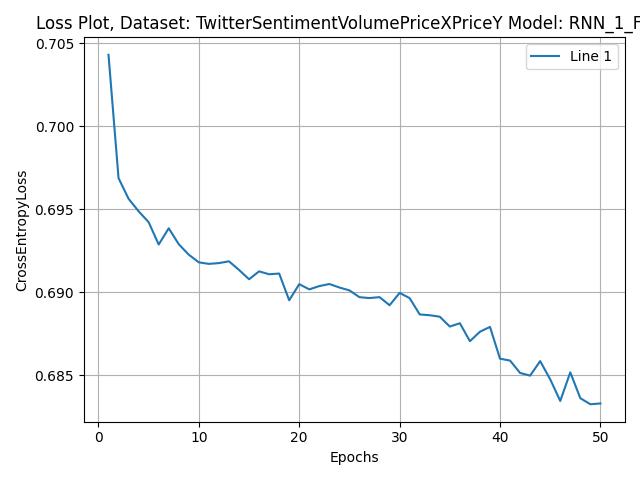 Loss Plot, Dataset: TwitterSentimentVolumePriceXPriceY Model: RNN_1_F
Line 1
CrossEntropyLoss
0.705
0.700
0.695
0.690
0.685
0 10 20 30 40 50
Epochs